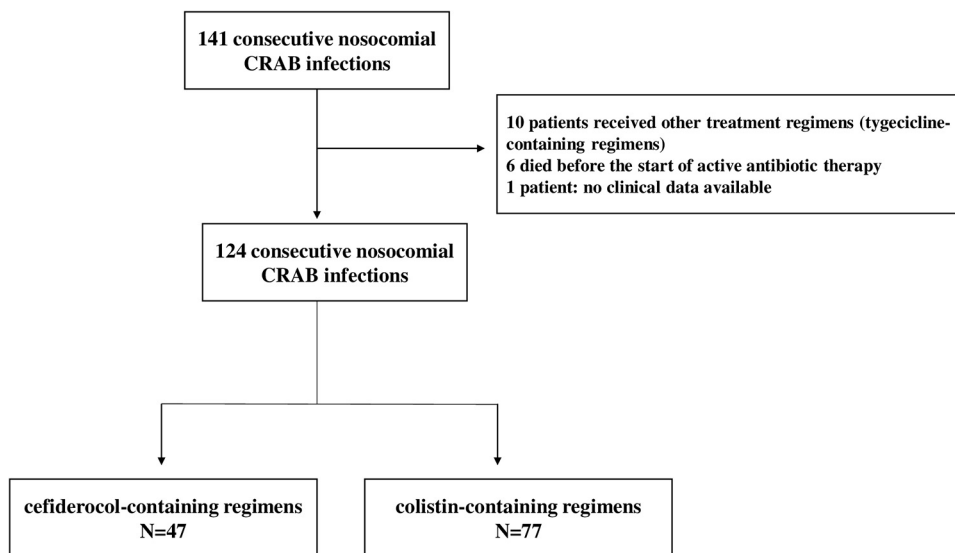 141 consecutive nosocomial
CRAB infections
10 patients received other treatment regimens (tygecicline-
containing regimens)
6 died before the start of active antibiotic therapy
1 patient: no clinical data available
124 consecutive nosocomial
CRAB infections
cefiderocol-containing regimens
N=47
colistin-containing regimens
N=77